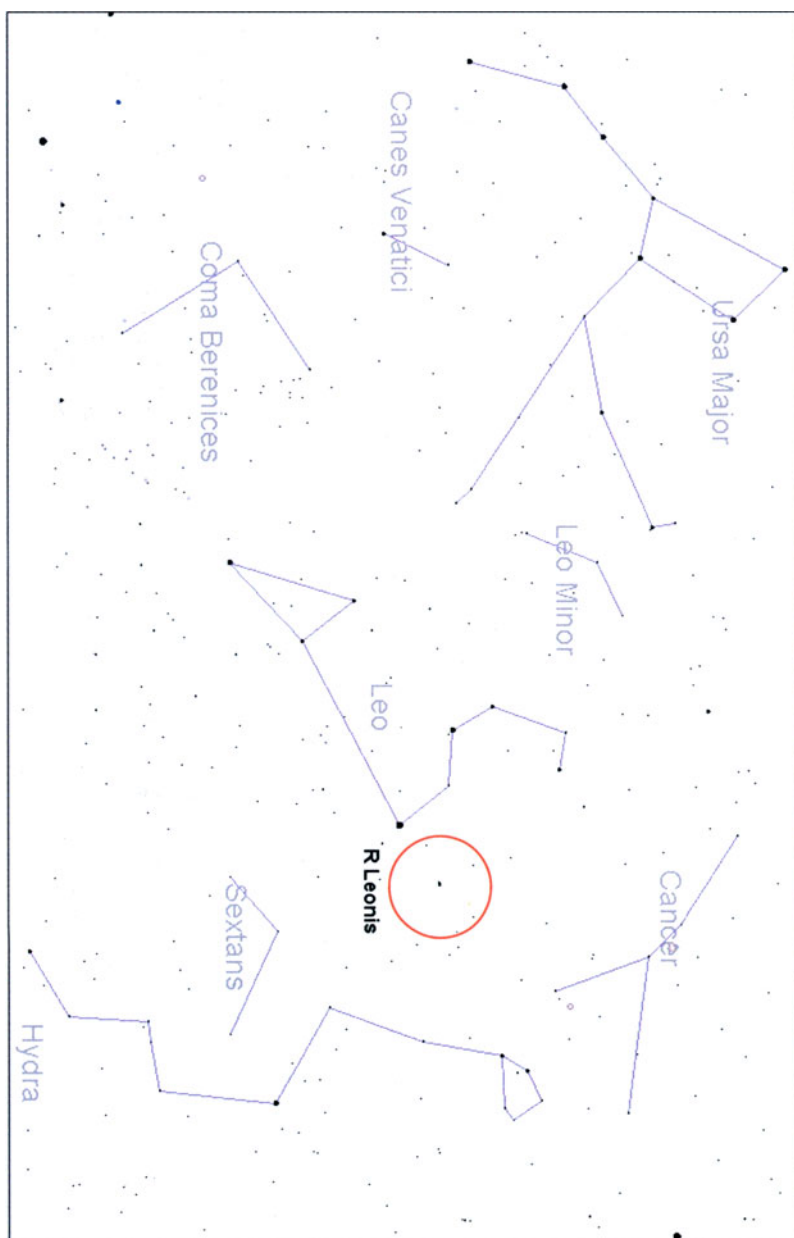 Canes Venatici
Ursa Major
Coma Berenices
Leo Minor
Leo
R Leonis
Cancer
Sextans
Hydra